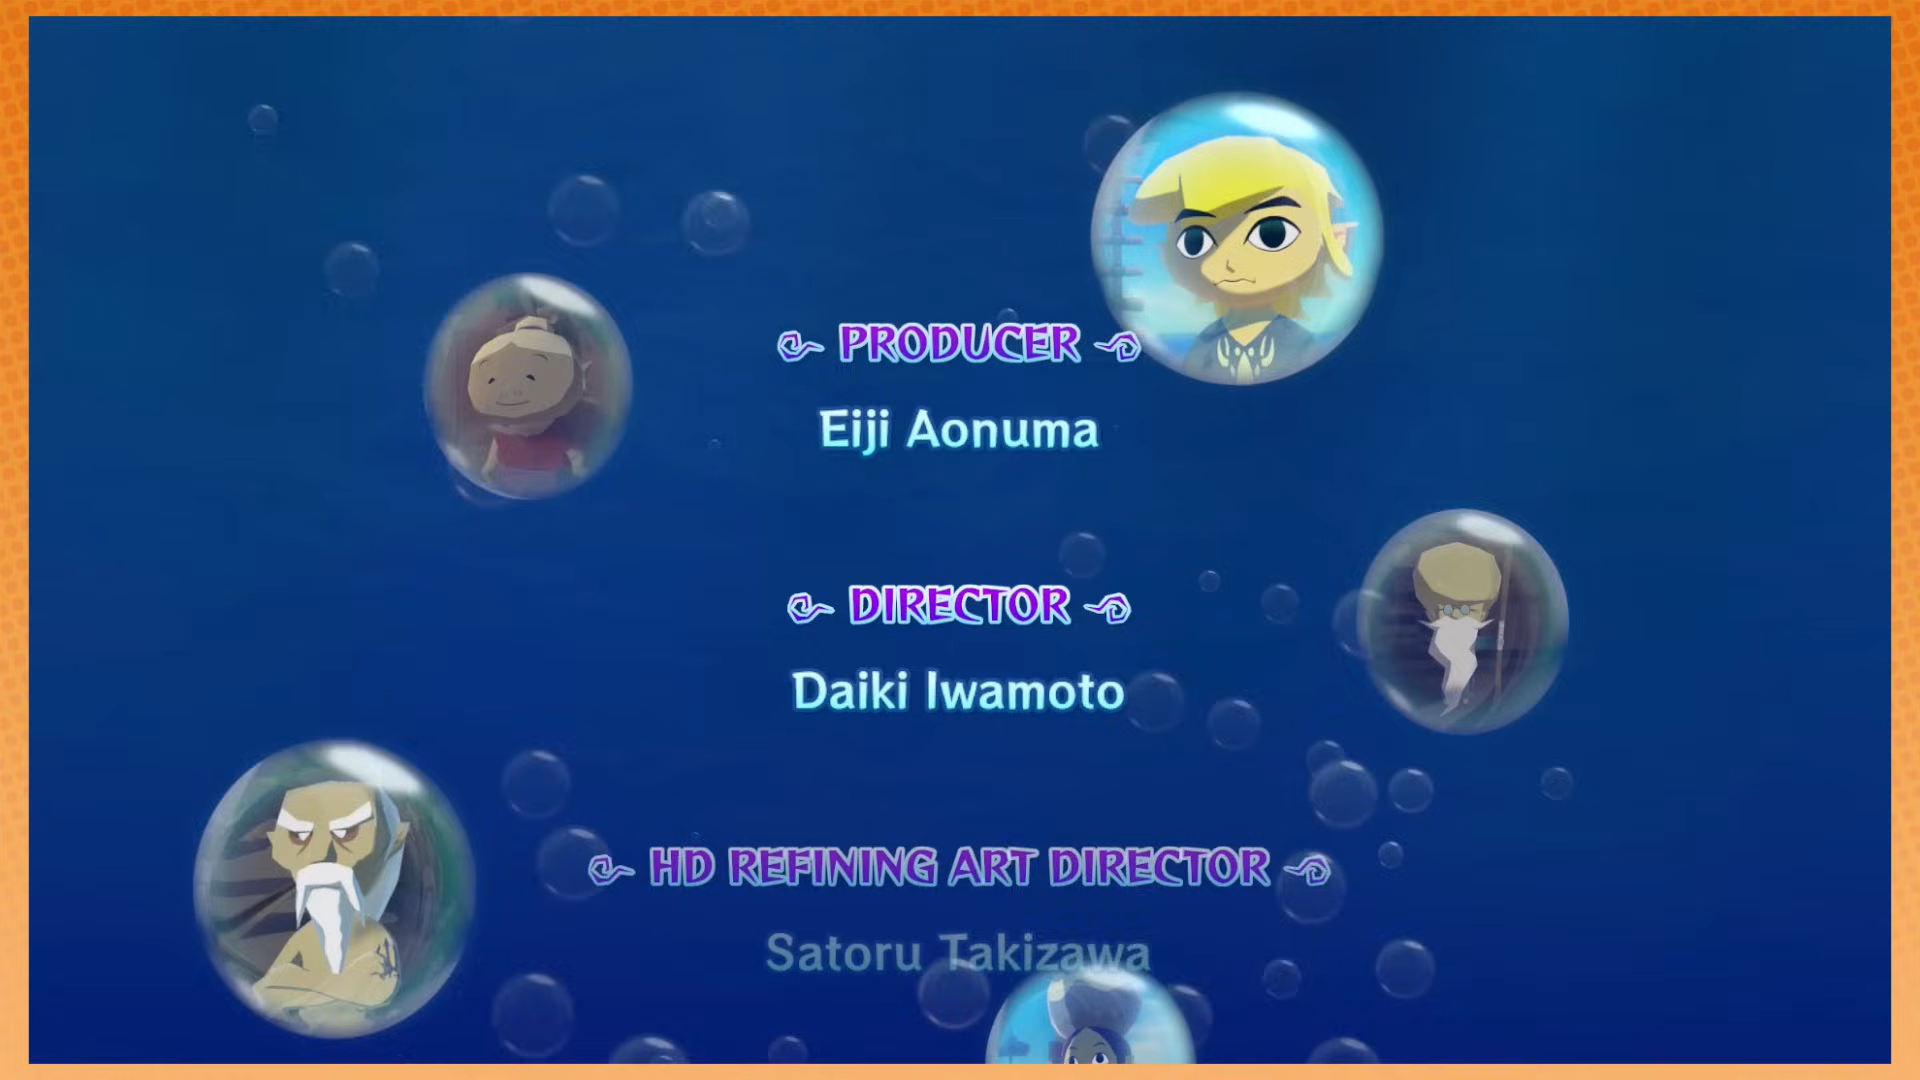 PRODUCER
Eiji Aonuma
DIRECTOR
Daiki Iwamoto
HD REFINING ART DIRECTOR
Satoru Takizawa